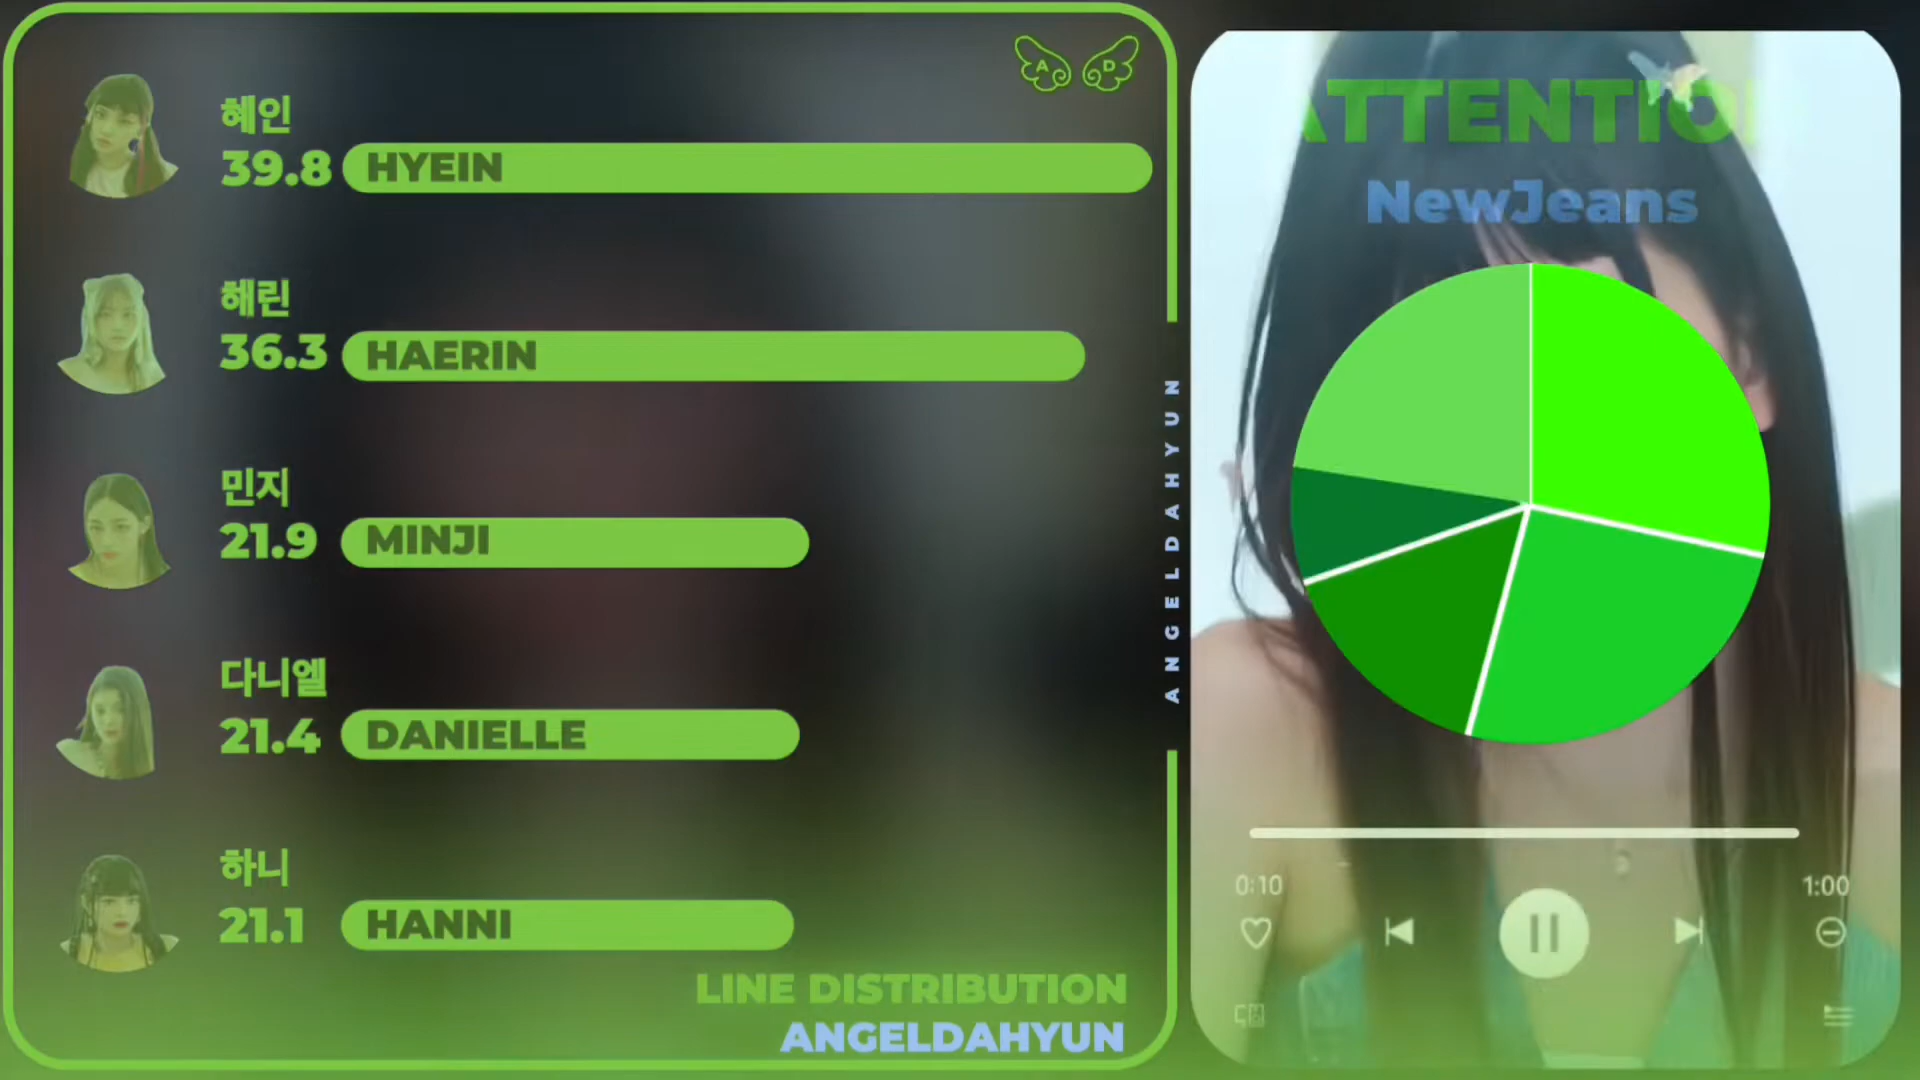 A D
혜인
39.8 HYEIN
해린
36.3 HAERIN
민지
21.9 MINJI
다니엘
21.4 DANIELLE
하니
21.1 HANNI
LINE DISTRIBUTION
ANGELDAHYUN
ANGELDAHYUN
ATTENTION
NewJeans
0:10 1:00